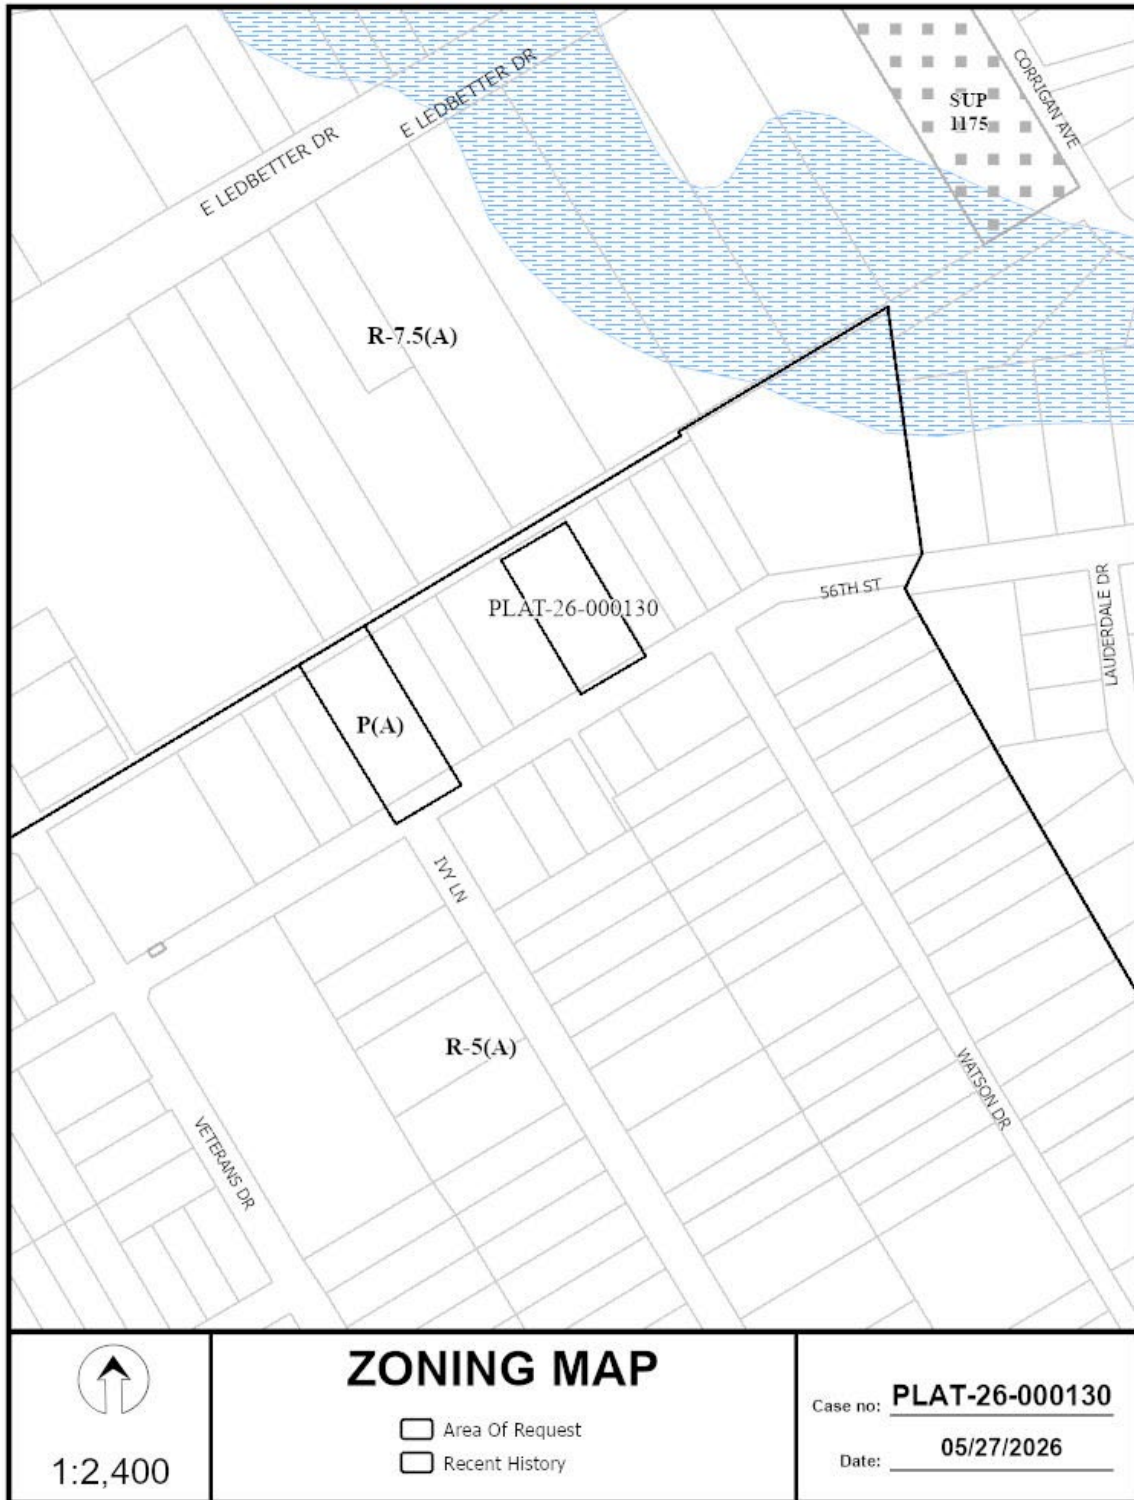 E LEDBETTER DR
E LEDBETTER DR
CORRIGAN AVE
SUP
1175
R-7.5(A)
56TH ST
LAUDERDALE DR
PLAT-26-000130
P(A)
IVY LN
R-5(A)
WATSON DR
VETERANS DR
1:2,400
ZONING MAP
Area Of Request
Recent History
Case no: PLAT-26-000130
Date: 05/27/2026